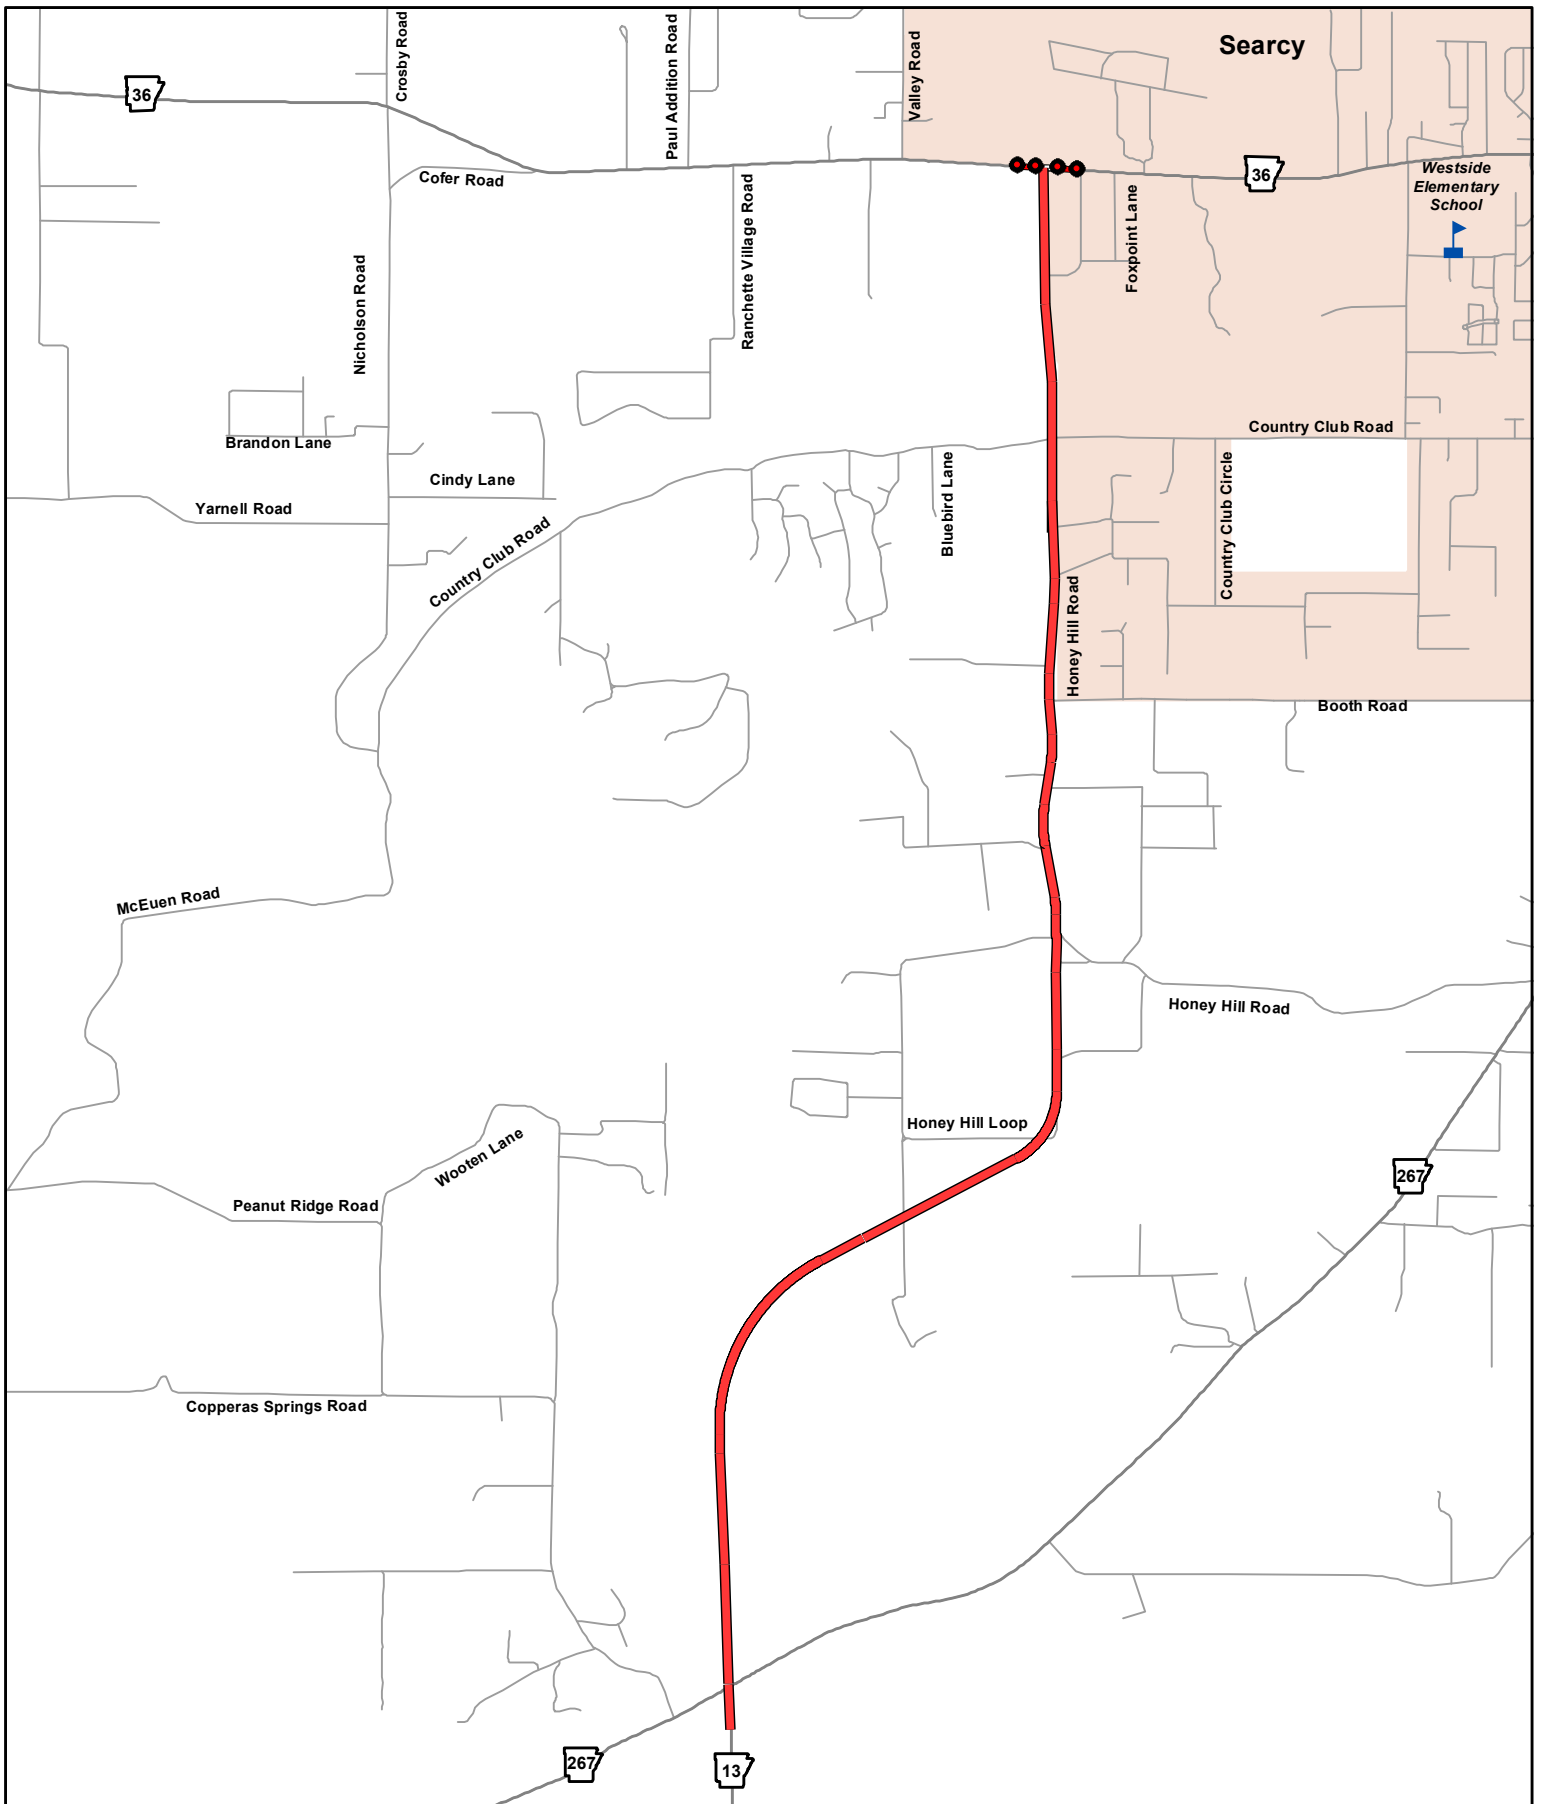 Searcy
Crosby Road
Paul Addition Road
Valley Road
36
36
Westside
Elementary
School
Cofer Road
Foxpoint Lane
Ranchette Village Road
Nicholson Road
Country Club Road
Brandon Lane
Cindy Lane
Yarnell Road
Country Club Road
Bluebird Lane
Country Club Circle
Honey Hill Road
Booth Road
McEuen Road
Honey Hill Road
Honey Hill Loop
Wooten Lane
267
Peanut Ridge Road
Copperas Springs Road
267
13